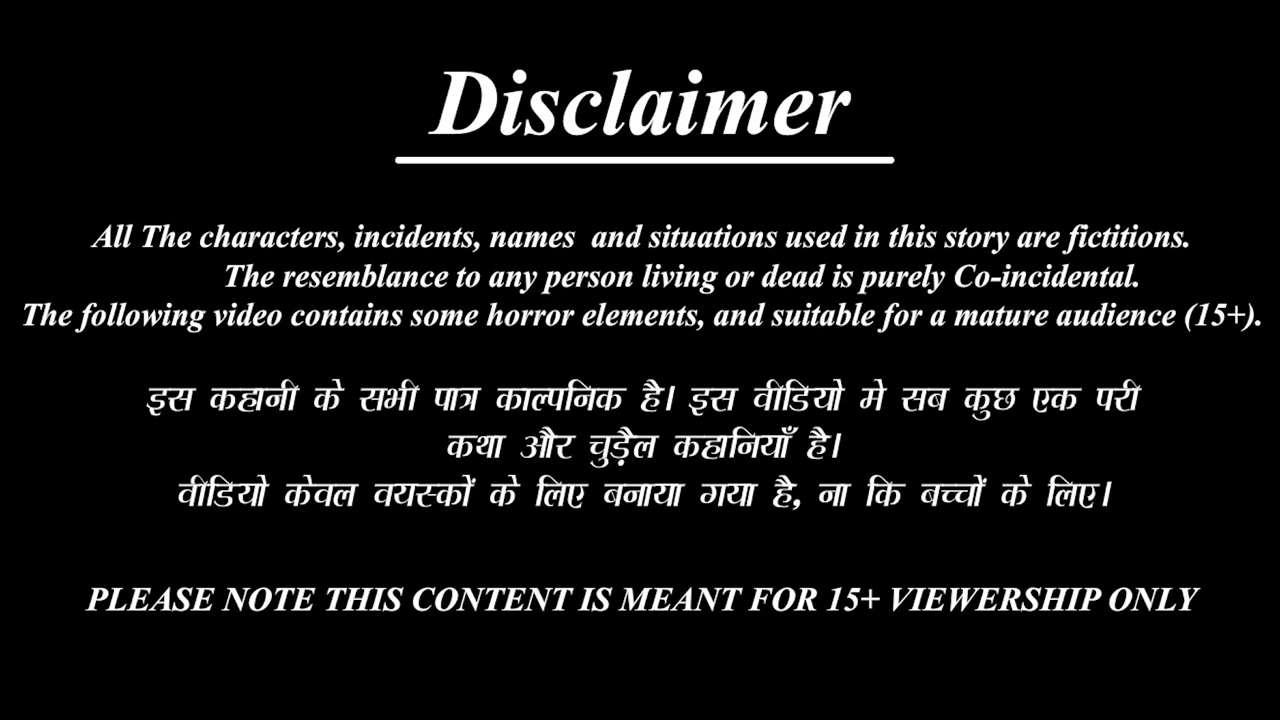 Disclaimer
All The characters, incidents, names and situations used in this story are fictitions.
The resemblance to any person living or dead is purely Co-incidental.
The following video contains some horror elements, and suitable for a mature audience (15+).
इस कहानी के सभी पात्र काल्पनिक है। इस वीडियो मे सब कुछ एक परी
कथा और चुड़ैल कहानियाँ है।
वीडियो केवल वयस्कों के लिए बनाया गया है, ना कि बच्चों के लिए।
PLEASE NOTE THIS CONTENT IS MEANT FOR 15+ VIEWERSHIP ONLY